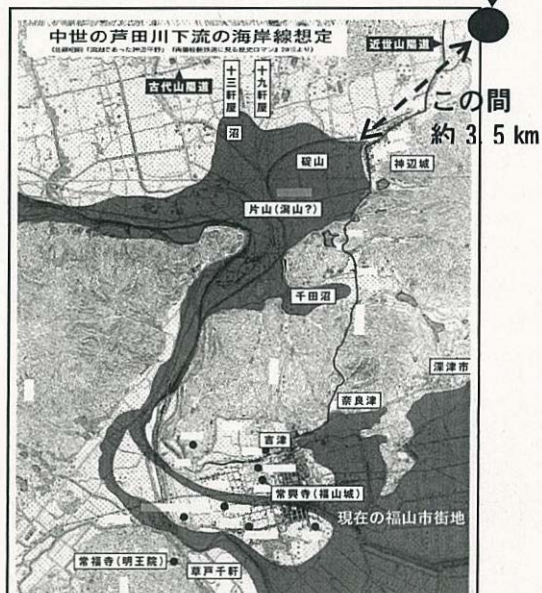 中世の芦田川下流の海岸線想定
近世山陽道
古代山陽道
十三軒屋
十九軒屋
この間
約3.5km
沼
碇山
神辺城
片山(潟山?)
千田沼
深津市
奈良津
吉津
常興寺(福山城)
現在の福山市街地
常福寺(明王院)
草戸千軒